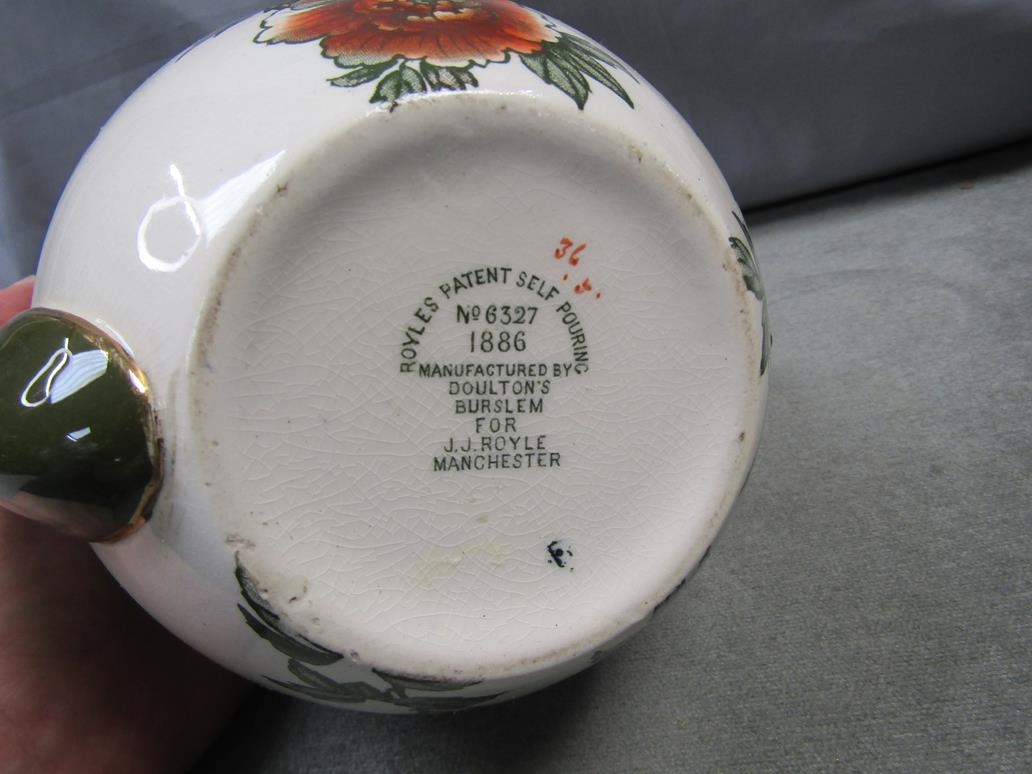 36
ROYLES PATENT SELF POURING
No 6327
1886
MANUFACTURED BY
DOULTON'S
BURSLEM
FOR
J.J.ROYLE
MANCHESTER